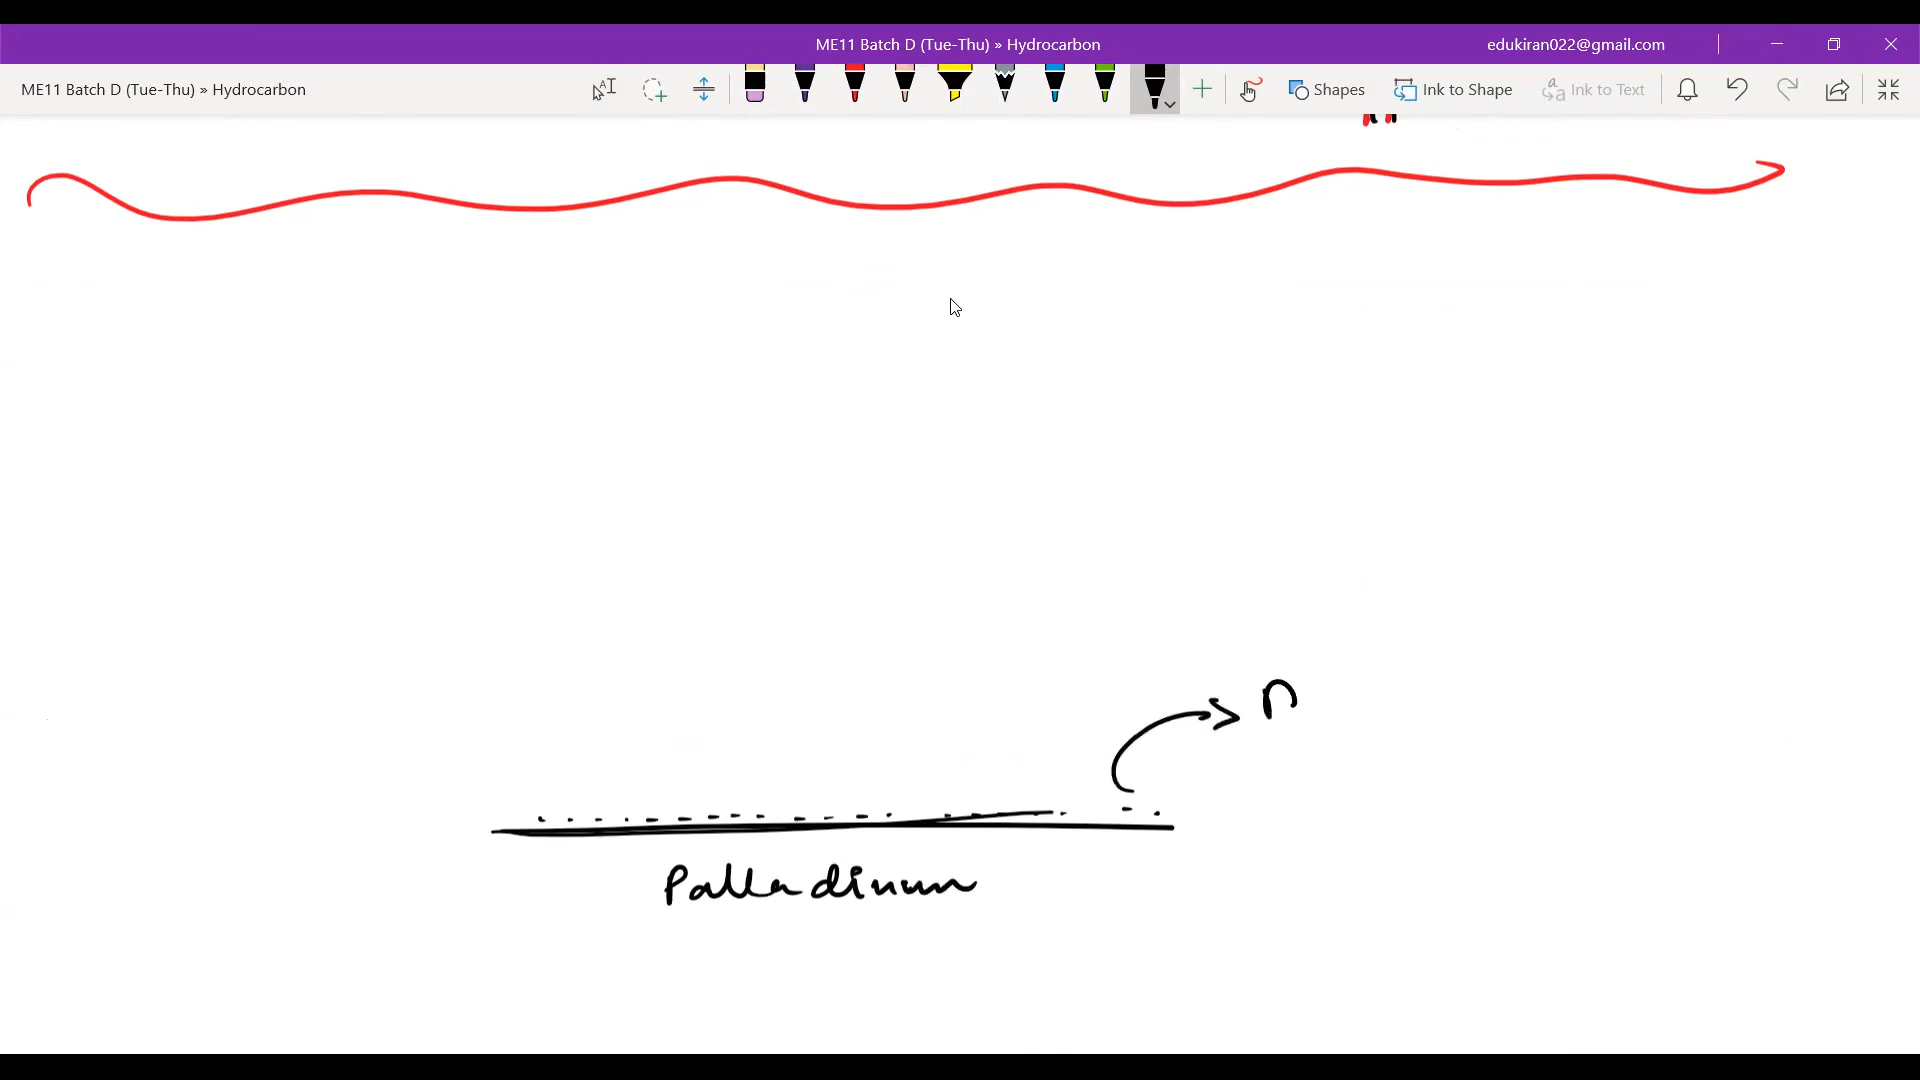 ME11 Batch D (Tue-Thu) » Hydrocarbon
edukiran022@gmail.com
ME11 Batch D (Tue-Thu) » Hydrocarbon
Shapes
Ink to Shape
Ink to Text
n
Palladinum